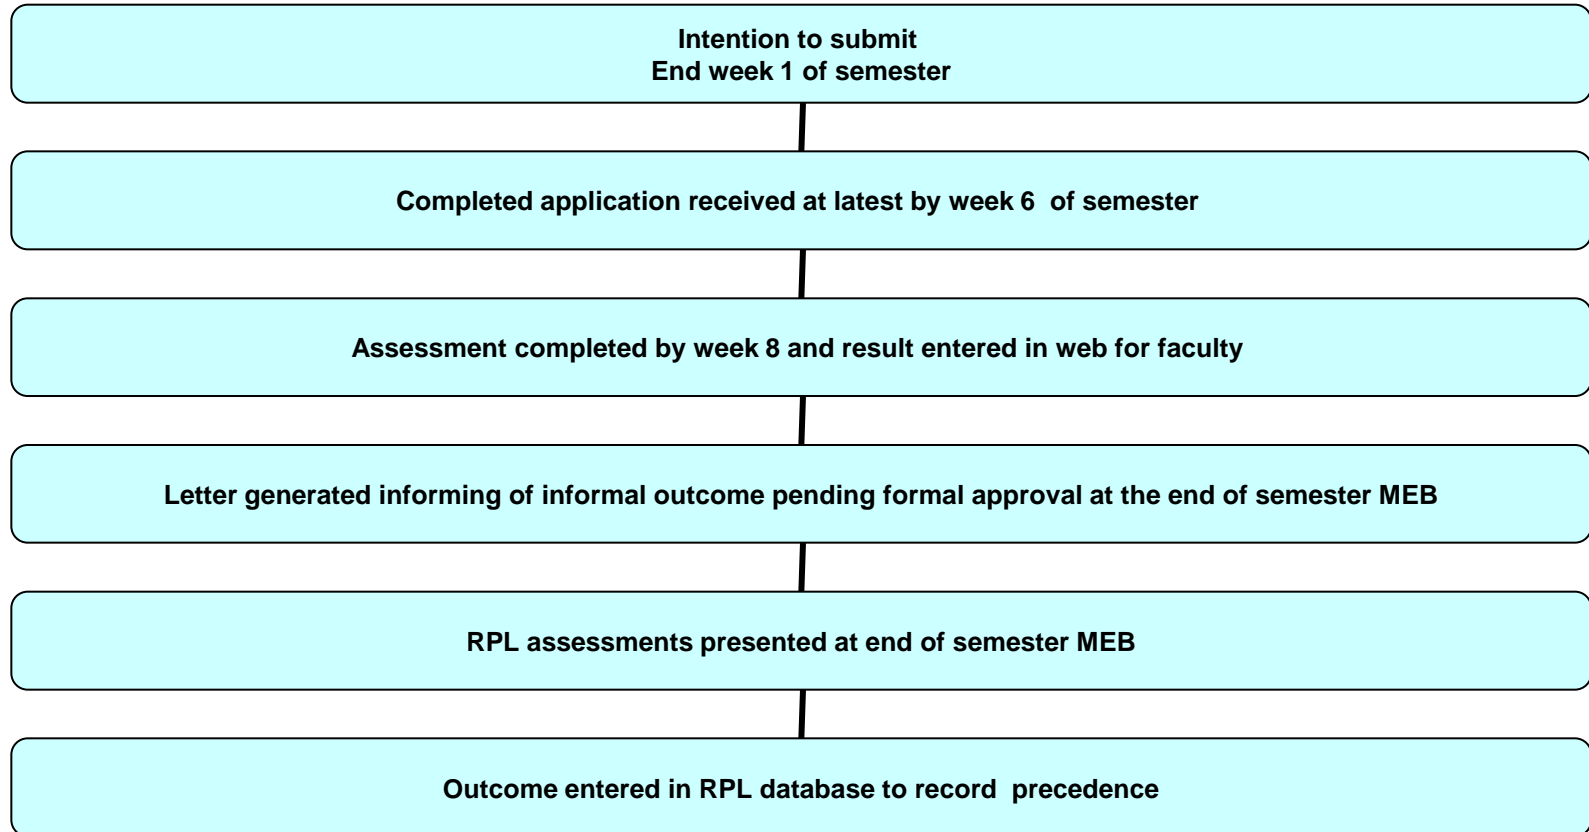 Intention to submit
End week 1 of semester
Completed application received at latest by week 6  of semester
Assessment completed by week 8 and result entered in web for faculty
Letter generated informing of informal outcome pending formal approval at the end of semester MEB
RPL assessments presented at end of semester MEB
Outcome entered in RPL database to record  precedence